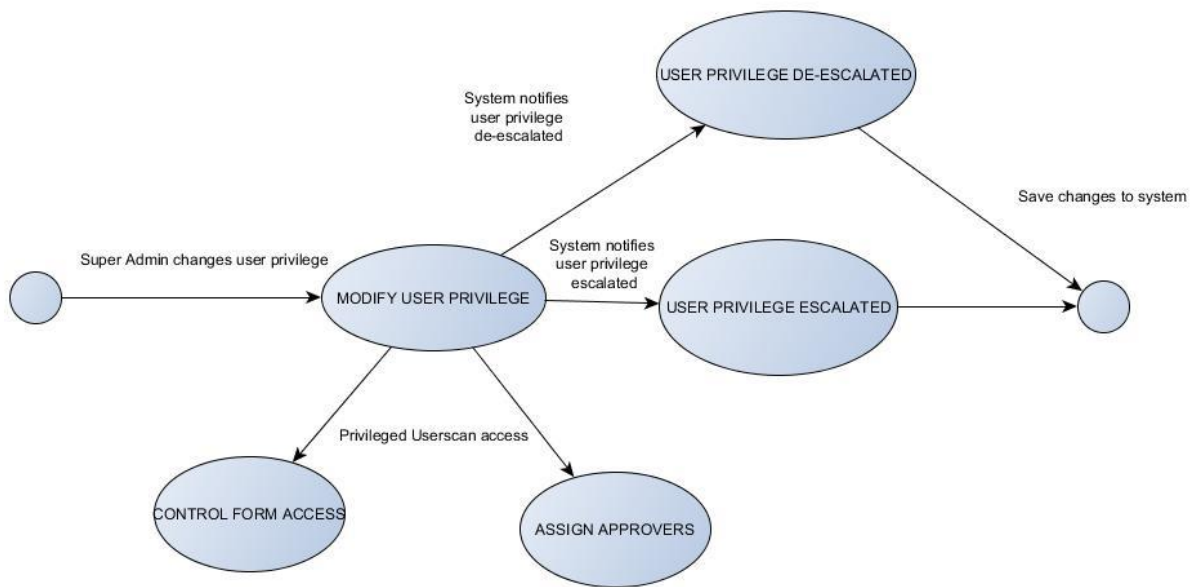 USER PRIVILEGE DE-ESCALATED
System notifies
user privilege
de-escalated
Save changes to system
Super Admin changes user privilege
System notifies
user privilege
escalated
MODIFY USER PRIVILEGE
USER PRIVILEGE ESCALATED
Privileged Userscan access
CONTROL FORM ACCESS
ASSIGN APPROVERS